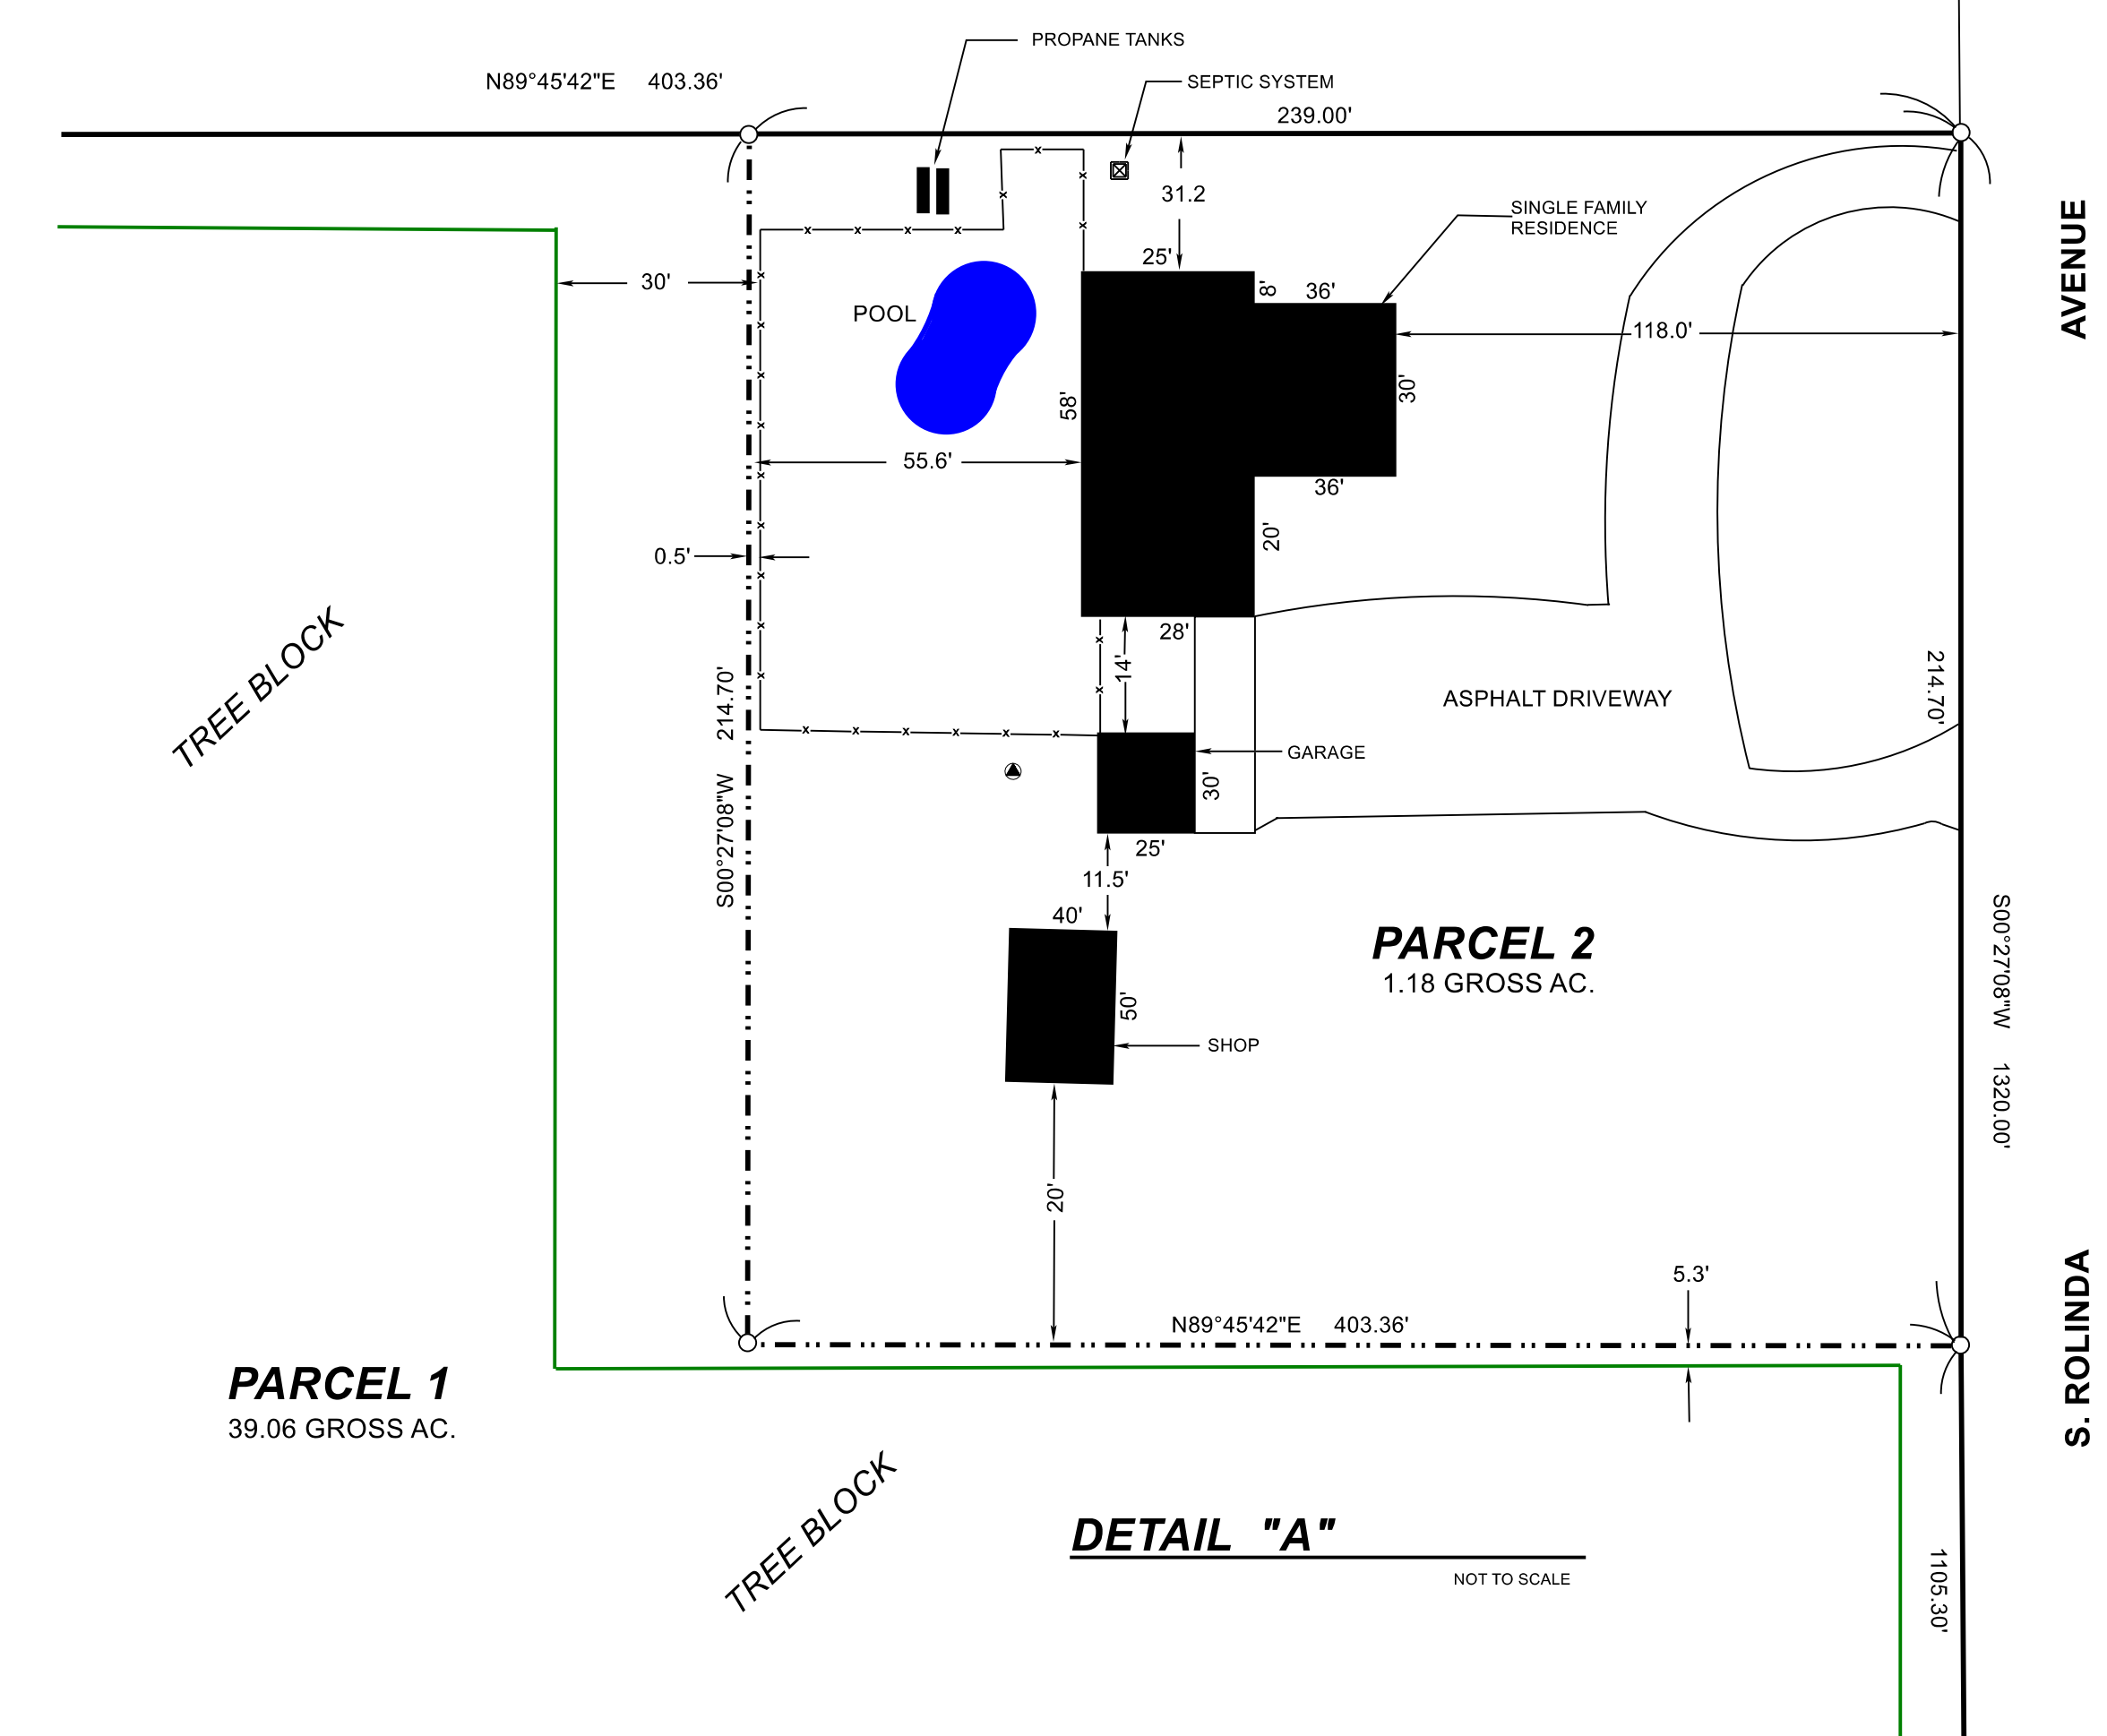 PROPANE TANKS
N89°45'42"E 403.36'
SEPTIC SYSTEM
239.00'
31.2
SINGLE FAMILY
RESIDENCE
AVENUE
25'
30'
8'
36'
POOL
118.0'
58'
30'
55.6'
36'
20'
0.5'
TREE BLOCK
28'
14'
S00°27'08"W 214.70'
214.70'
ASPHALT DRIVEWAY
GARAGE
30'
25'
11.5'
40'
PARCEL 2
1.18 GROSS AC.
50'
SHOP
S00°27'08"W 1320.00'
20'
5.3'
N89°45'42"E 403.36'
S. ROLINDA
PARCEL 1
39.06 GROSS AC.
TREE BLOCK
DETAIL "A"
NOT TO SCALE
1105.30'